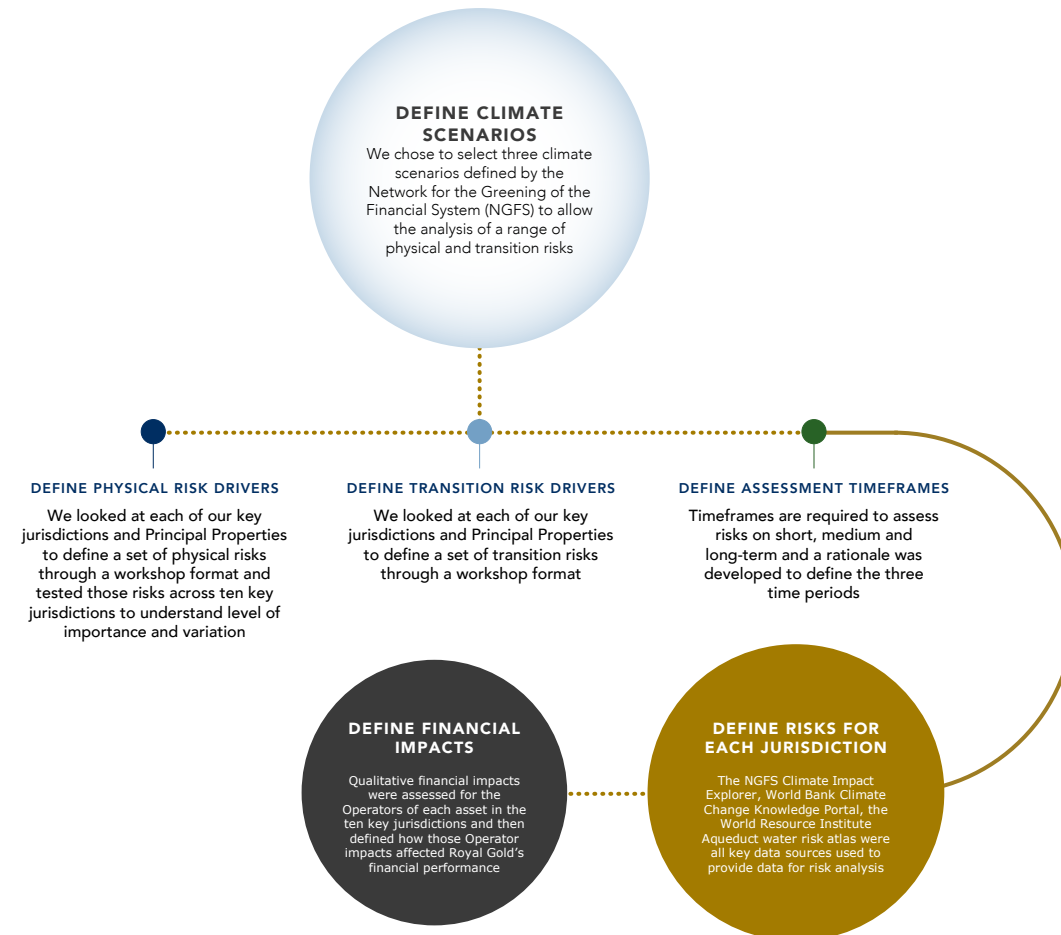 DEFINE CLIMATE
SCENARIOS
We chose to select three climate
scenarios defined by the
Network for the Greening of the
Financial System (NGFS) to allow
the analysis of a range of
physical and transition risks
DEFINE PHYSICAL RISK DRIVERS
We looked at each of our key
jurisdictions and Principal Properties
to define a set of physical risks
through a workshop format and
tested those risks across ten key
jurisdictions to understand level of
importance and variation
DEFINE TRANSITION RISK DRIVERS
We looked at each of our key
jurisdictions and Principal Properties
to define a set of transition risks
through a workshop format
DEFINE ASSESSMENT TIMEFRAMES
Timeframes are required to assess
risks on short, medium and
long-term and a rationale was
developed to define the three
time periods
DEFINE RISKS FOR
EACH JURISDICTION
The NGFS Climate Impact
Explorer, World Bank Climate
Change Knowledge Portal, the
World Resource Institute
Aqueduct water risk atlas were
all key data sources used to
provide data for risk analysis
DEFINE FINANCIAL
IMPACTS
Qualitative financial impacts
were assessed for the
Operators of each asset in the
ten key jurisdictions and then
defined how those Operator
impacts affected Royal Gold's
financial performance